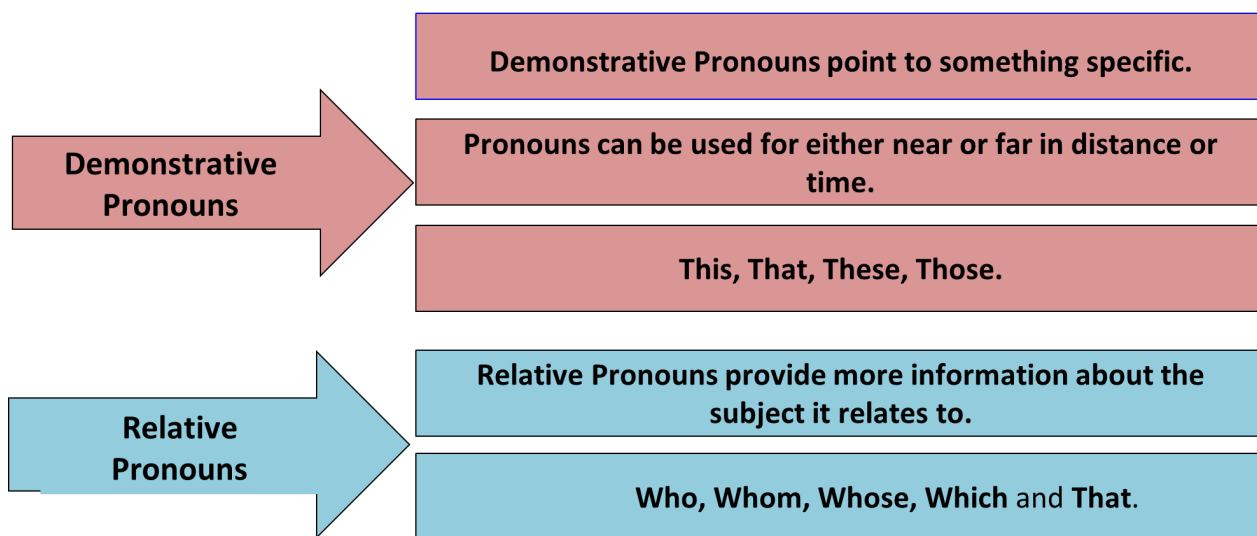 Demonstrative Pronouns point to something specific.
Demonstrative
Pronouns
Pronouns can be used for either near or far in distance or
time.
This, That, These, Those.
Relative
Pronouns
Relative Pronouns provide more information about the
subject it relates to.
Who, Whom, Whose, Which and That.